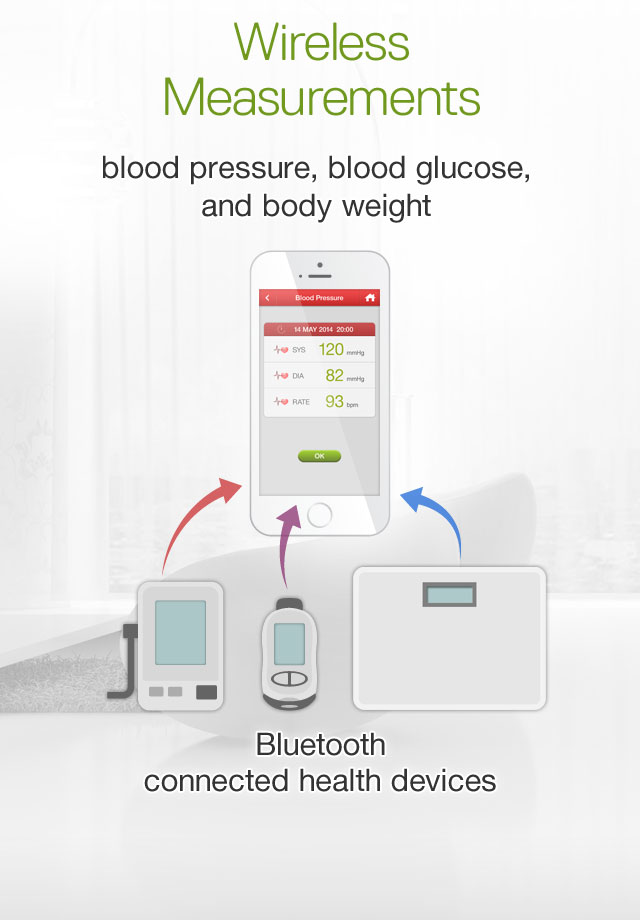 Wireless
Measurements
blood pressure, blood glucose,
and body weight
Blood Pressure
14 MAY 2014 20:00
SYS 120 mmHg
DIA 82 mmHg
RATE 93 bpm
OK
Bluetooth
connected health devices